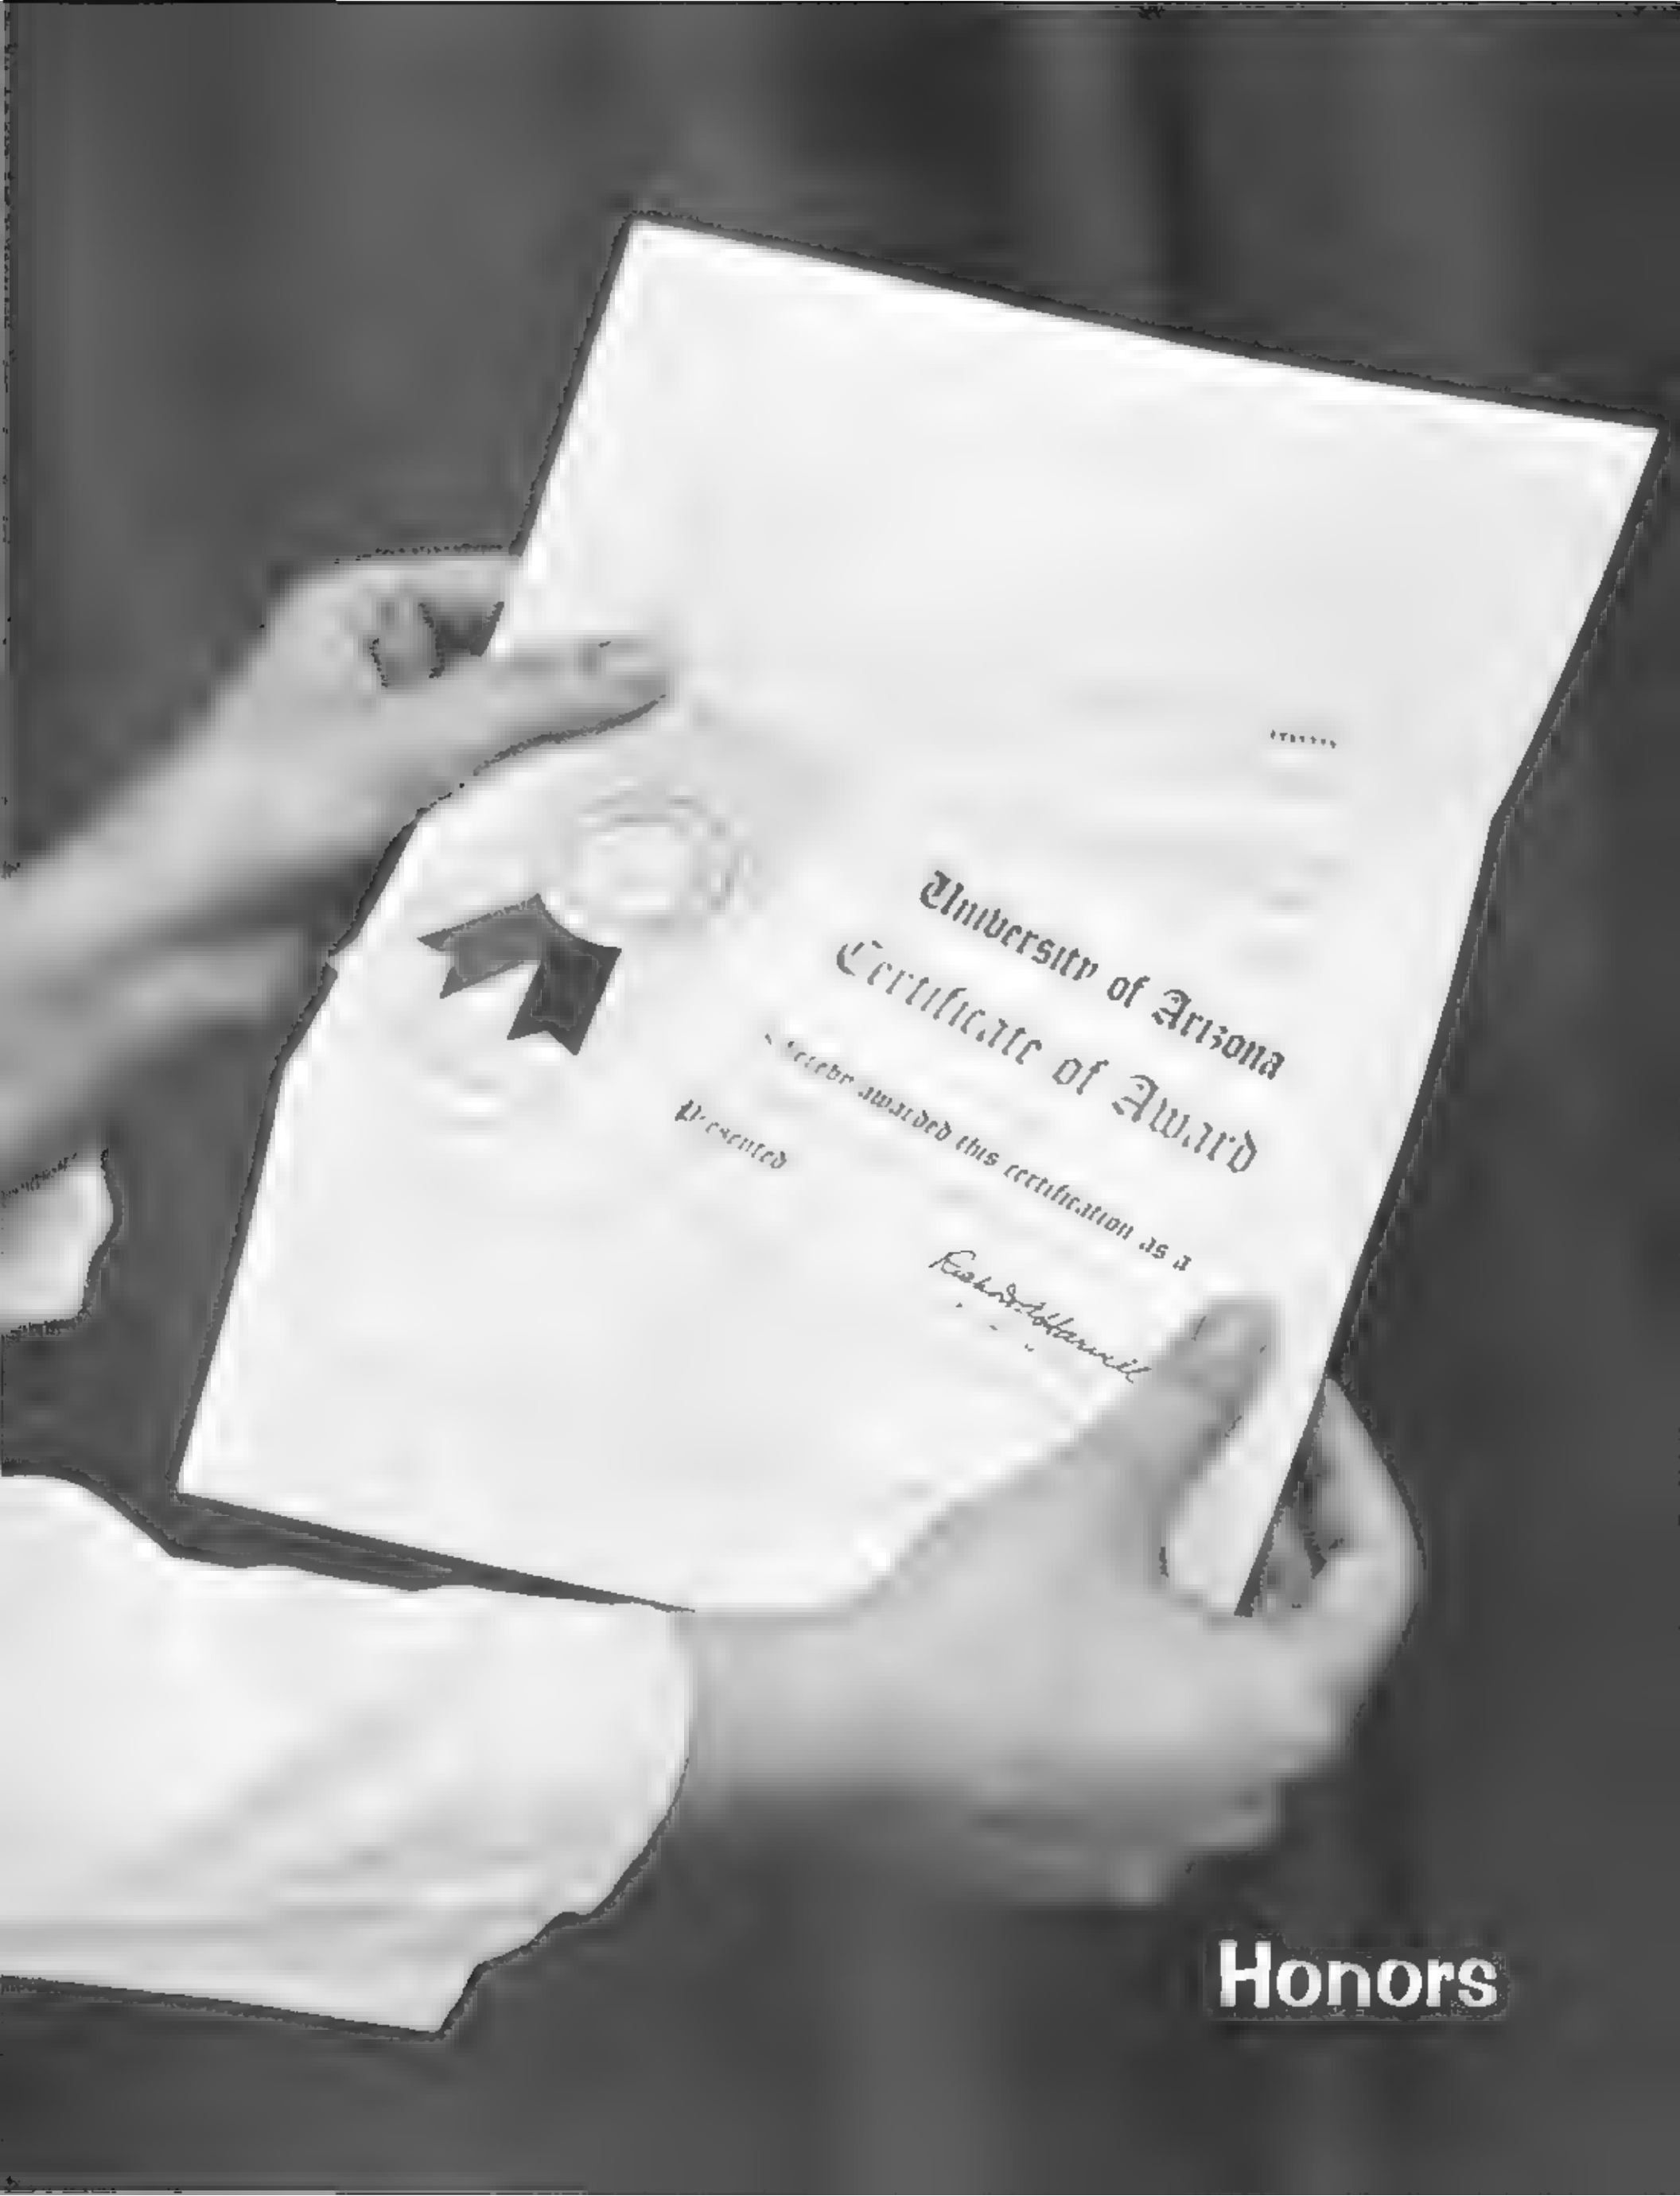 University of Arizona
Certificate of Award
awarded this certification as a
Presented
Honors